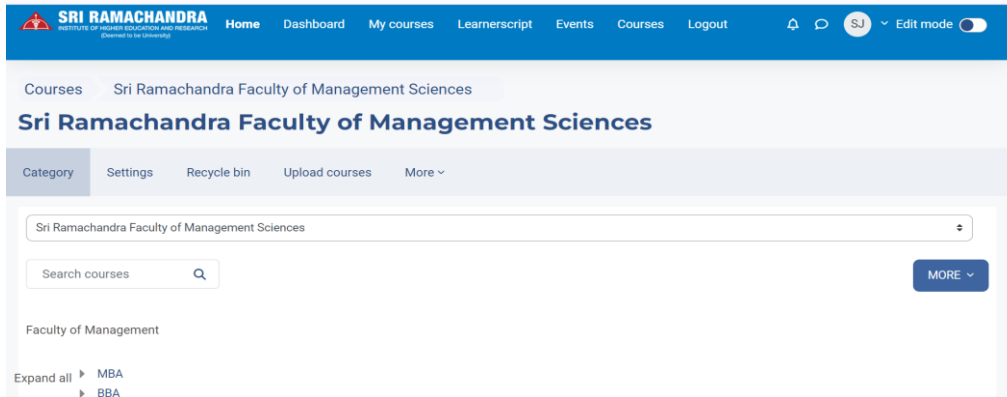 SRI RAMACHANDRA
INSTITUTE OF HIGHER EDUCATION AND RESEARCH
(Deemed to be University)
Home Dashboard My courses Learnerscript Events Courses Logout SJ Edit mode
Courses Sri Ramachandra Faculty of Management Sciences
Sri Ramachandra Faculty of Management Sciences
Category Settings Recycle bin Upload courses More
Sri Ramachandra Faculty of Management Sciences
Search courses MORE
Faculty of Management
Expand all MBA
BBA